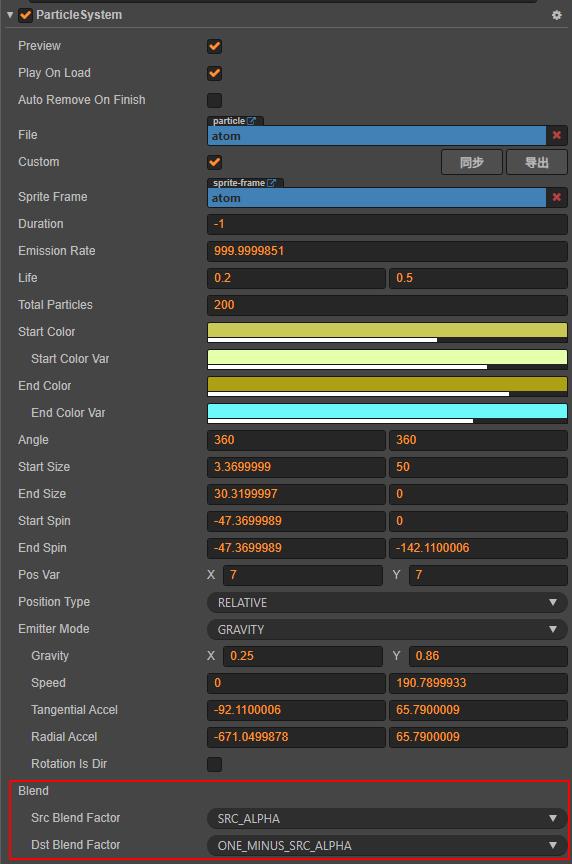 ParticleSystem
Preview
Play On Load
Auto Remove On Finish
particle
File atom
Custom 同步 导出
sprite-frame
Sprite Frame atom
Duration -1
Emission Rate 999.9999851
Life 0.2 0.5
Total Particles 200
Start Color
Start Color Var
End Color
End Color Var
Angle 360 360
Start Size 3.3699999 50
End Size 30.3199997 0
Start Spin -47.3699989 0
End Spin -47.3699989 -142.1100006
Pos Var X 7 Y 7
Position Type RELATIVE
Emitter Mode GRAVITY
Gravity X 0.25 Y 0.86
Speed 0 190.7899933
Tangential Accel -92.1100006 65.7900009
Radial Accel -671.0499878 65.7900009
Rotation Is Dir
Blend
Src Blend Factor SRC_ALPHA
Dst Blend Factor ONE_MINUS_SRC_ALPHA